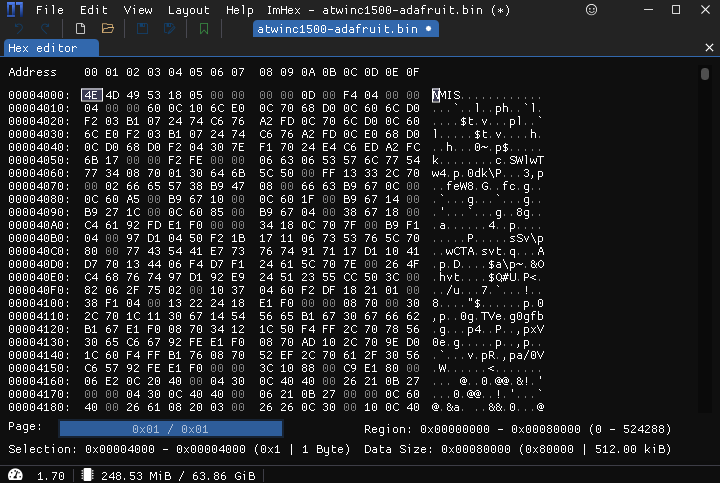 File Edit View Layout Help ImHex - atwinc1500-adafruit.bin (*)
atwinc1500-adafruit.bin
Hex editor
Address 00 01 02 03 04 05 06 07 08 09 0A 0B 0C 0D 0E 0F
00004000: 4E 4D 49 53 18 05 00 00 00 00 0D 00 F4 04 00 00 NMIS............
00004010: 04 00 00 60 0C 10 6C E0 0C 70 68 D0 0C 60 6C D0 ...`..l..ph..`l.
00004020: F2 03 B1 07 24 74 C6 76 A2 FD 0C 70 6C D0 0C 60 ....$t.v...pl..`
00004030: 6C E0 F2 03 B1 07 24 74 C6 76 A2 FD 0C E0 68 D0 l.....$t.v....h.
00004040: 0C D0 68 D0 F2 04 30 7E F1 70 24 E4 C6 ED A2 FC ..h...0~.p$.....
00004050: 6B 17 00 00 F2 FE 00 00 06 63 06 53 57 6C 77 54 k........c.SWlwT
00004060: 77 34 08 70 01 30 64 6B 5C 50 00 FF 13 33 2C 70 w4.p.0dk\P...3,p
00004070: 00 02 66 65 57 38 B9 47 08 00 66 63 B9 67 0C 00 ..feW8.G..fc.g..
00004080: 0C 60 A5 00 B9 67 10 00 0C 60 1F 00 B9 67 14 00 .`...g...`...g..
00004090: B9 27 1C 00 0C 60 85 00 B9 67 04 00 38 67 18 00 .'...`...g..8g..
000040A0: C4 61 92 FD E1 F0 00 00 34 18 0C 70 7F 00 B9 F1 .a......4..p....
000040B0: 04 00 97 D1 04 50 F2 1B 17 11 06 73 53 76 5C 70 .....P.....sSv\p
000040C0: 80 00 77 43 54 41 E7 73 76 74 91 71 17 D1 10 41 ..wCTA.svt.q...A
000040D0: D7 70 13 44 06 F4 D7 F1 24 61 5C 70 7E 00 26 4F .p.D....$a\p~.&O
000040E0: C4 68 76 74 97 D1 92 E9 24 51 23 55 CC 50 3C 00 .hvt....$Q#U.P<.
000040F0: 82 06 2F 75 02 00 10 37 04 60 F2 DF 18 21 01 00 ../u...7.`...!..
00004100: 38 F1 04 00 13 22 24 18 E1 F0 00 00 08 70 01 30 8...."$......p.0
00004110: 2C 70 1C 11 30 67 14 54 56 65 B1 67 30 67 66 62 ,p..0g.TVe.g0gfb
00004120: B1 67 E1 F0 08 70 34 12 1C 50 F4 FF 2C 70 78 56 .g...p4..P..,pxV
00004130: 30 65 C6 67 92 FE E1 F0 08 70 AD 10 2C 70 9E D0 0e.g.....p..,p..
00004140: 1C 60 F4 FF B1 76 08 70 52 EF 2C 70 61 2F 30 56 .`...v.pR.,pa/0V
00004150: C6 57 92 FE E1 F0 00 00 3C 10 88 00 C9 E1 80 00 .W......<.......
00004160: 06 E2 0C 20 40 00 04 30 0C 40 40 00 26 21 0B 27 ... @..0.@@.&!.'
00004170: 00 00 04 30 0C 40 40 00 06 21 0B 27 00 00 0C 60 ...0.@@..!.'...`
00004180: 40 00 26 61 08 20 03 00 26 26 0C 30 00 10 0C 40 @.&a. ..&&.0...@
Page: 0x01 / 0x01 Region: 0x00000000 - 0x00080000 (0 - 524288)
Selection: 0x00004000 - 0x00004000 (0x1 | 1 Byte) Data Size: 0x00080000 (0x80000 | 512.00 kiB)
1.70 248.53 MiB / 63.86 GiB